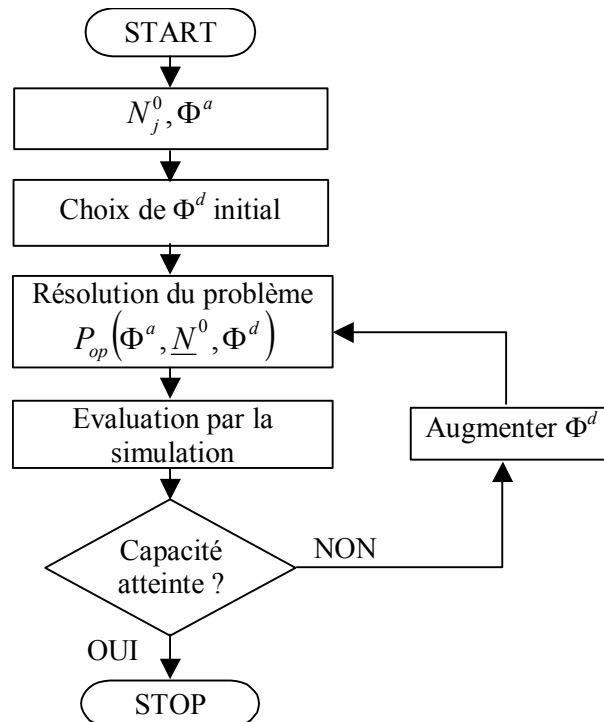 START
N_j^0, Φ^a
Choix de Φ^d initial
Résolution du problème
P_op(Φ^a, N̲^0, Φ^d)
Evaluation par la
simulation
Augmenter Φ^d
Capacité
atteinte ?
NON
OUI
STOP